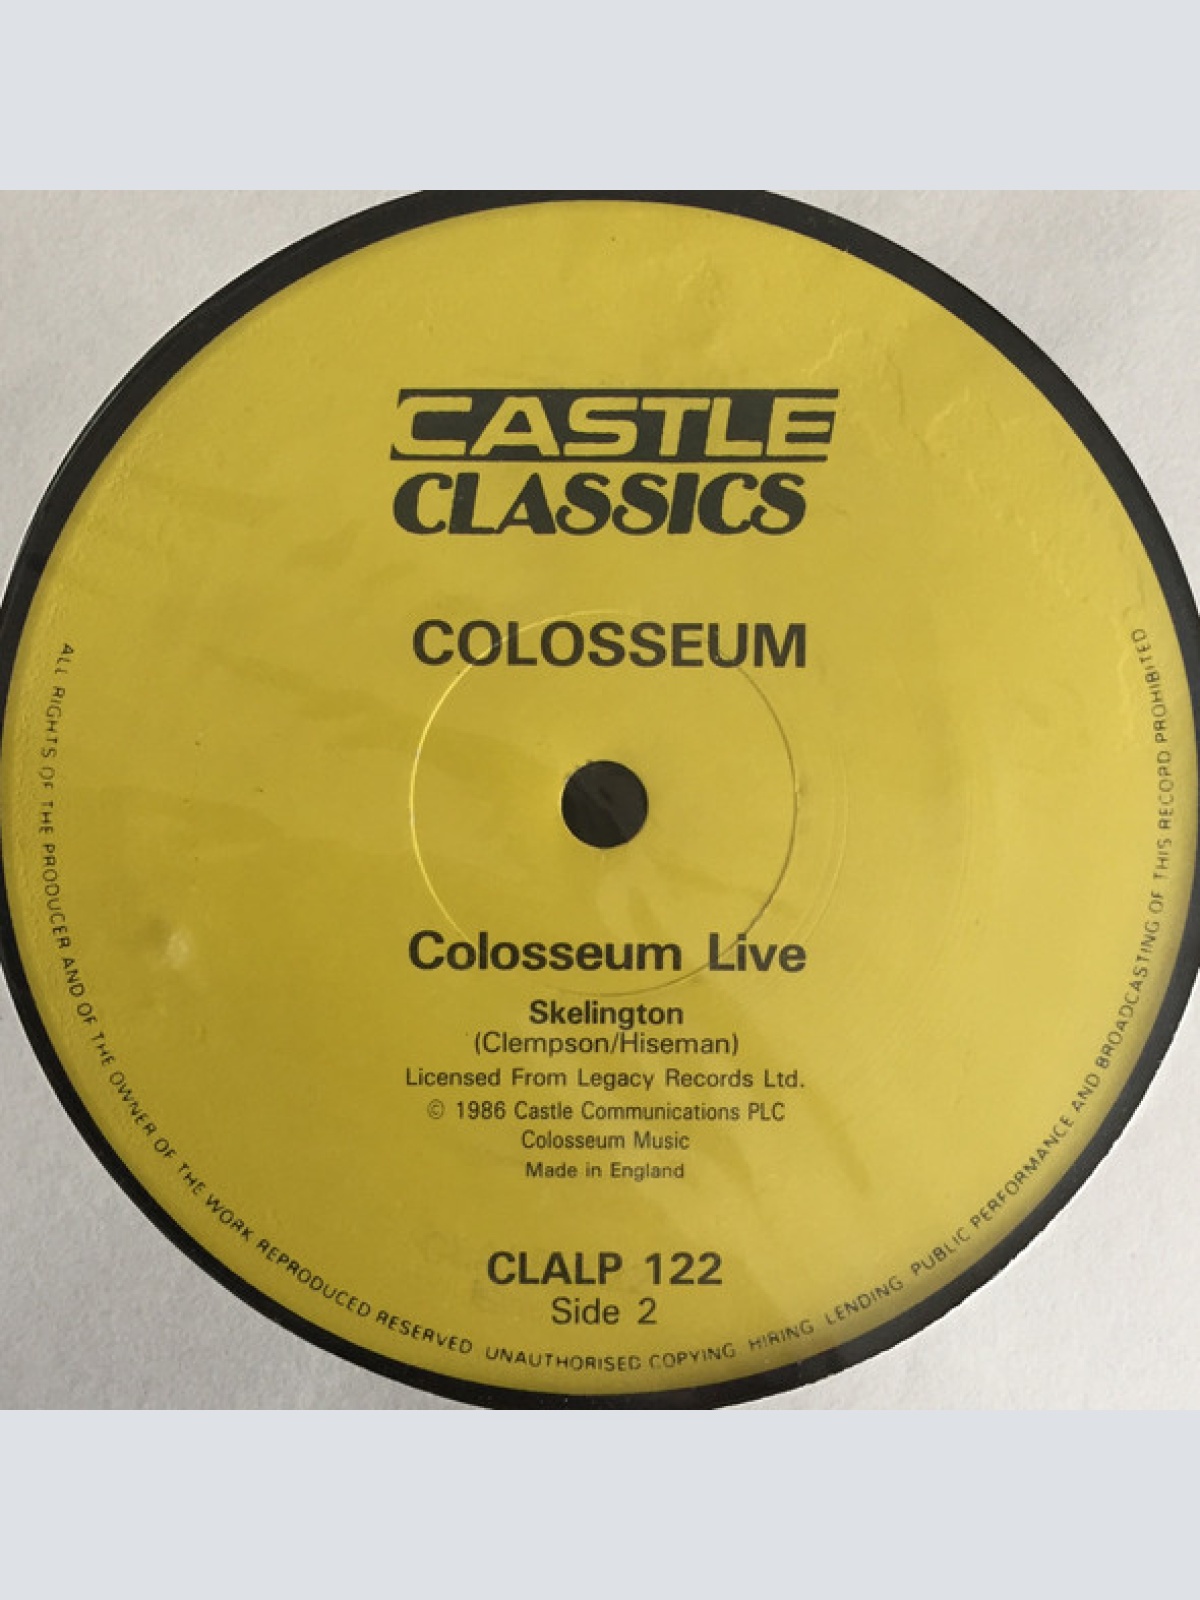 CASTLE
CLASSICS
COLOSSEUM
Colosseum Live
Skelington
(Clempson/Hiseman)
Licensed From Legacy Records Ltd.
© 1986 Castle Communications PLC
Colosseum Music
Made in England
CLALP 122
Side 2
ALL RIGHTS OF THE PRODUCER AND OF THE OWNER OF THE WORK REPRODUCED RESERVED UNAUTHORISED COPYING HIRING LENDING PUBLIC PERFORMANCE AND BROADCASTING OF THIS RECORD PROHIBITED